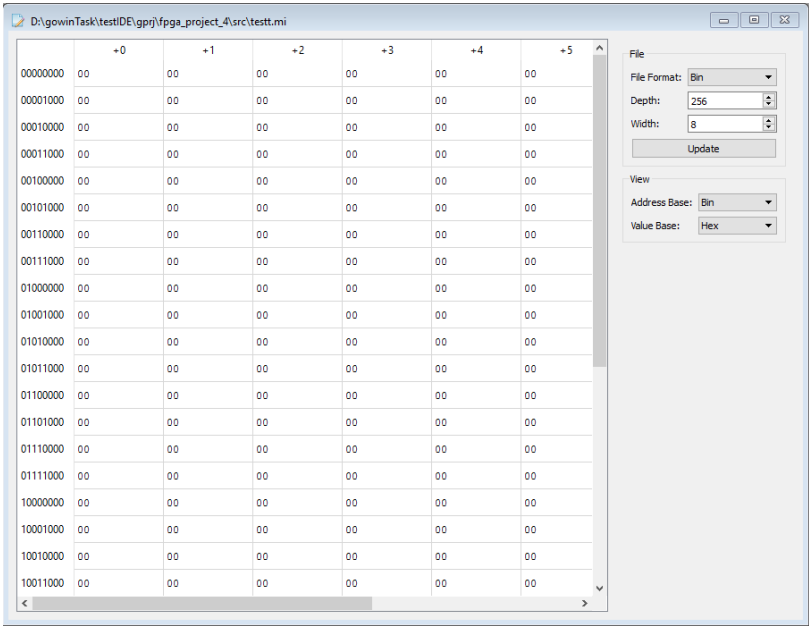 D:\gowinTask\testIDE\gprj\fpga_project_4\src\testt.mi
+0 +1 +2 +3 +4 +5
00000000 00 00 00 00 00 00
00001000 00 00 00 00 00 00
00010000 00 00 00 00 00 00
00011000 00 00 00 00 00 00
00100000 00 00 00 00 00 00
00101000 00 00 00 00 00 00
00110000 00 00 00 00 00 00
00111000 00 00 00 00 00 00
01000000 00 00 00 00 00 00
01001000 00 00 00 00 00 00
01010000 00 00 00 00 00 00
01011000 00 00 00 00 00 00
01100000 00 00 00 00 00 00
01101000 00 00 00 00 00 00
01110000 00 00 00 00 00 00
01111000 00 00 00 00 00 00
10000000 00 00 00 00 00 00
10001000 00 00 00 00 00 00
10010000 00 00 00 00 00 00
10011000 00 00 00 00 00 00
File
File Format: Bin
Depth: 256
Width: 8
Update
View
Address Base: Bin
Value Base: Hex